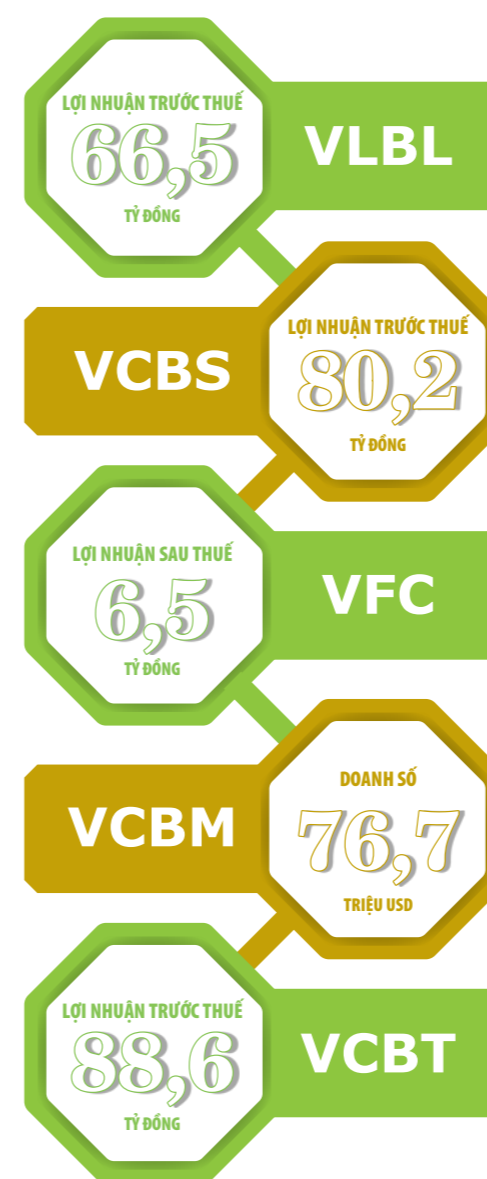 LỢI NHUẬN TRƯỚC THUẾ
66,5
TỶ ĐỒNG
VLBL
VCBS
LỢI NHUẬN TRƯỚC THUẾ
80,2
TỶ ĐỒNG
LỢI NHUẬN SAU THUẾ
6,5
TỶ ĐỒNG
VFC
VCBM
DOANH SỐ
76,7
TRIỆU USD
LỢI NHUẬN TRƯỚC THUẾ
88,6
TỶ ĐỒNG
VCBT